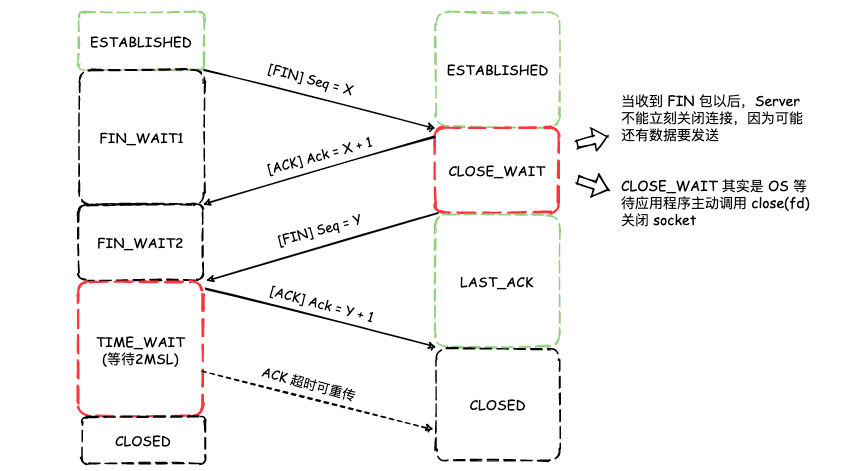 ESTABLISHED
FIN_WAIT1
FIN_WAIT2
TIME_WAIT
(等待2MSL)
CLOSED
[FIN] Seq = X
[ACK] Ack = X + 1
[FIN] Seq = Y
[ACK] Ack = Y + 1
ACK 超时可重传
ESTABLISHED
CLOSE_WAIT
LAST_ACK
CLOSED
当收到 FIN 包以后，Server
不能立刻关闭连接，因为可能
还有数据要发送
CLOSE_WAIT 其实是 OS 等
待应用程序主动调用 close(fd)
关闭 socket